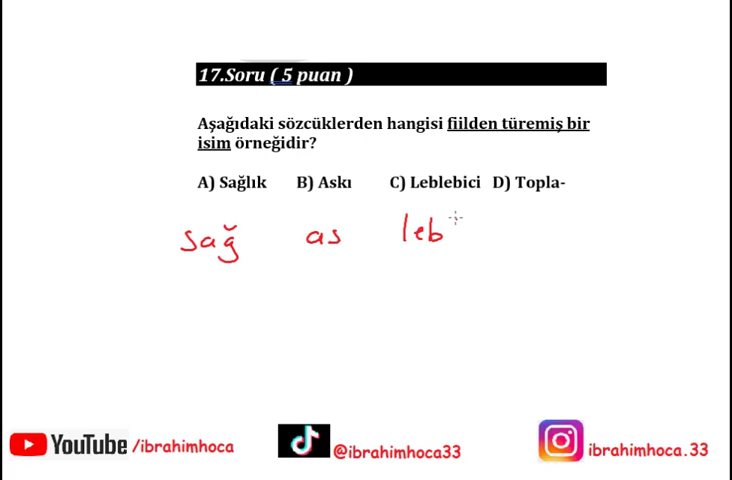 17.Soru ( 5 puan )
Aşağıdaki sözcüklerden hangisi fiilden türemiş bir
isim örneğidir?
A) Sağlık B) Askı C) Leblebici D) Topla-
sağ as leb
YouTube /ibrahimhoca @ibrahimhoca33 ibrahimhoca.33